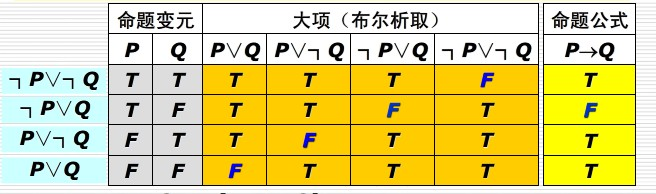 命题变元 大项（布尔析取） 命题公式
P Q P∨Q P∨¬Q ¬P∨Q ¬P∨¬Q P→Q
¬P∨¬Q T T T T T F T
¬P∨Q T F T T F T F
P∨¬Q F T T F T T T
P∨Q F F F T T T T